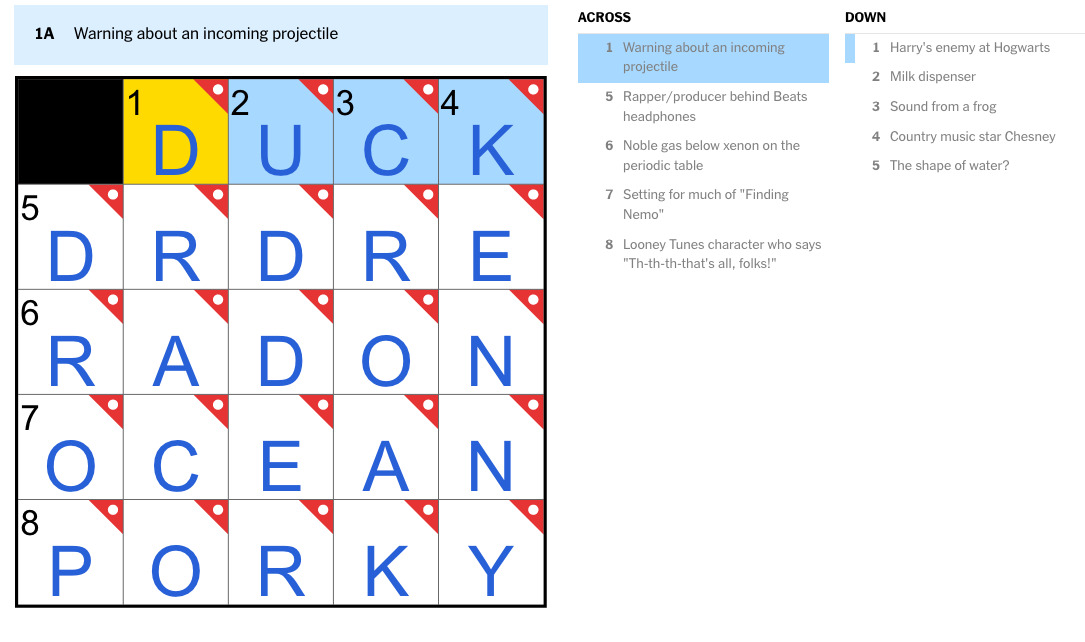 1A Warning about an incoming projectile
1 D 2 U 3 C 4 K
5 D R D R E
6 R A D O N
7 O C E A N
8 P O R K Y
ACROSS
1 Warning about an incoming
projectile
5 Rapper/producer behind Beats
headphones
6 Noble gas below xenon on the
periodic table
7 Setting for much of "Finding
Nemo"
8 Looney Tunes character who says
"Th-th-th-that's all, folks!"
DOWN
1 Harry's enemy at Hogwarts
2 Milk dispenser
3 Sound from a frog
4 Country music star Chesney
5 The shape of water?